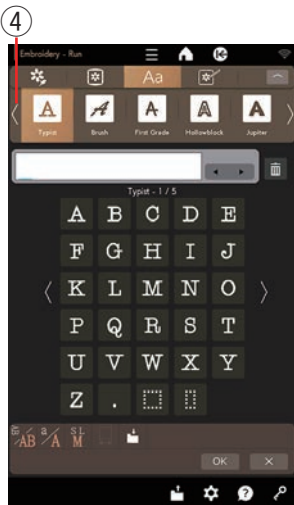 ④
Embroidery - Run
Aa
A A A A A
Typist Brush First Grade Hollowblock Jupiter
Typist - 1 / 5
A B C D E
F G H I J
K L M N O
P Q R S T
U V W X Y
Z .
AB a/A S L M
OK ×